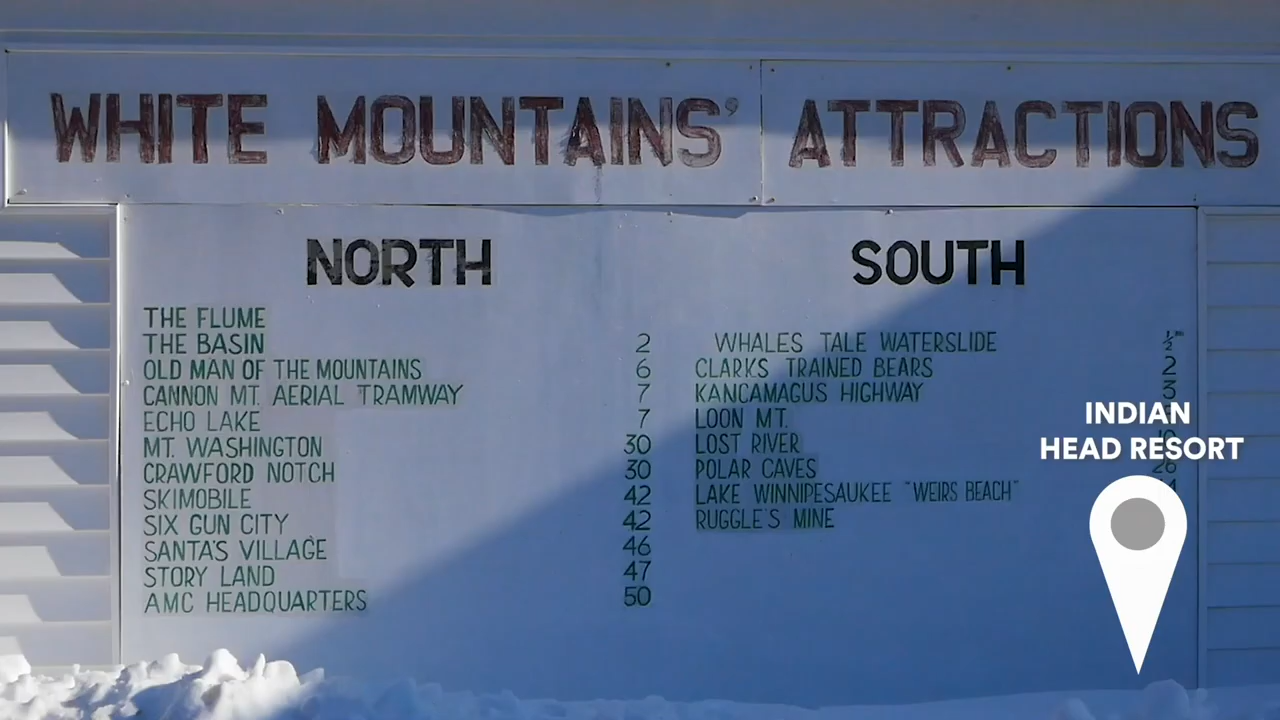 WHITE MOUNTAINS' ATTRACTIONS
NORTH
THE FLUME
THE BASIN 2
OLD MAN OF THE MOUNTAINS 6
CANNON MT. AERIAL TRAMWAY 7
ECHO LAKE 7
MT. WASHINGTON 30
CRAWFORD NOTCH 30
SKIMOBILE 42
SIX GUN CITY 42
SANTA'S VILLAGE 46
STORY LAND 47
AMC HEADQUARTERS 50
SOUTH
WHALES TALE WATERSLIDE 1/2
CLARKS TRAINED BEARS 2
KANCAMAGUS HIGHWAY 3
LOON MT.
LOST RIVER
POLAR CAVES 26
LAKE WINNIPESAUKEE "WEIRS BEACH"
RUGGLE'S MINE
INDIAN
HEAD RESORT